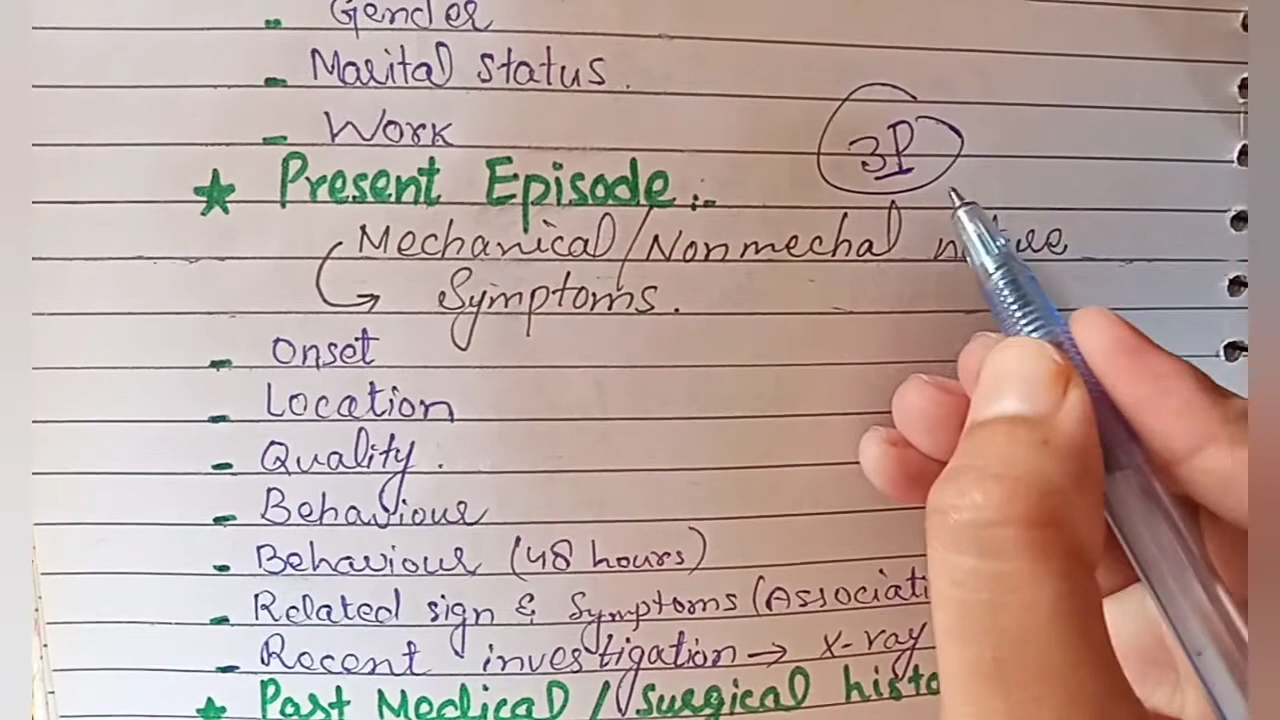 - Gender
- Marital status.
- Work
3P
★ Present Episode :-
Mechanical/Nonmechal
Symptoms.
- Onset
- Location
- Quality.
- Behaviour
- Behaviour (48 hours)
- Related sign & Symptoms (Associati
- Recent investigation → X-ray
★ Past Medical / Surgical histo